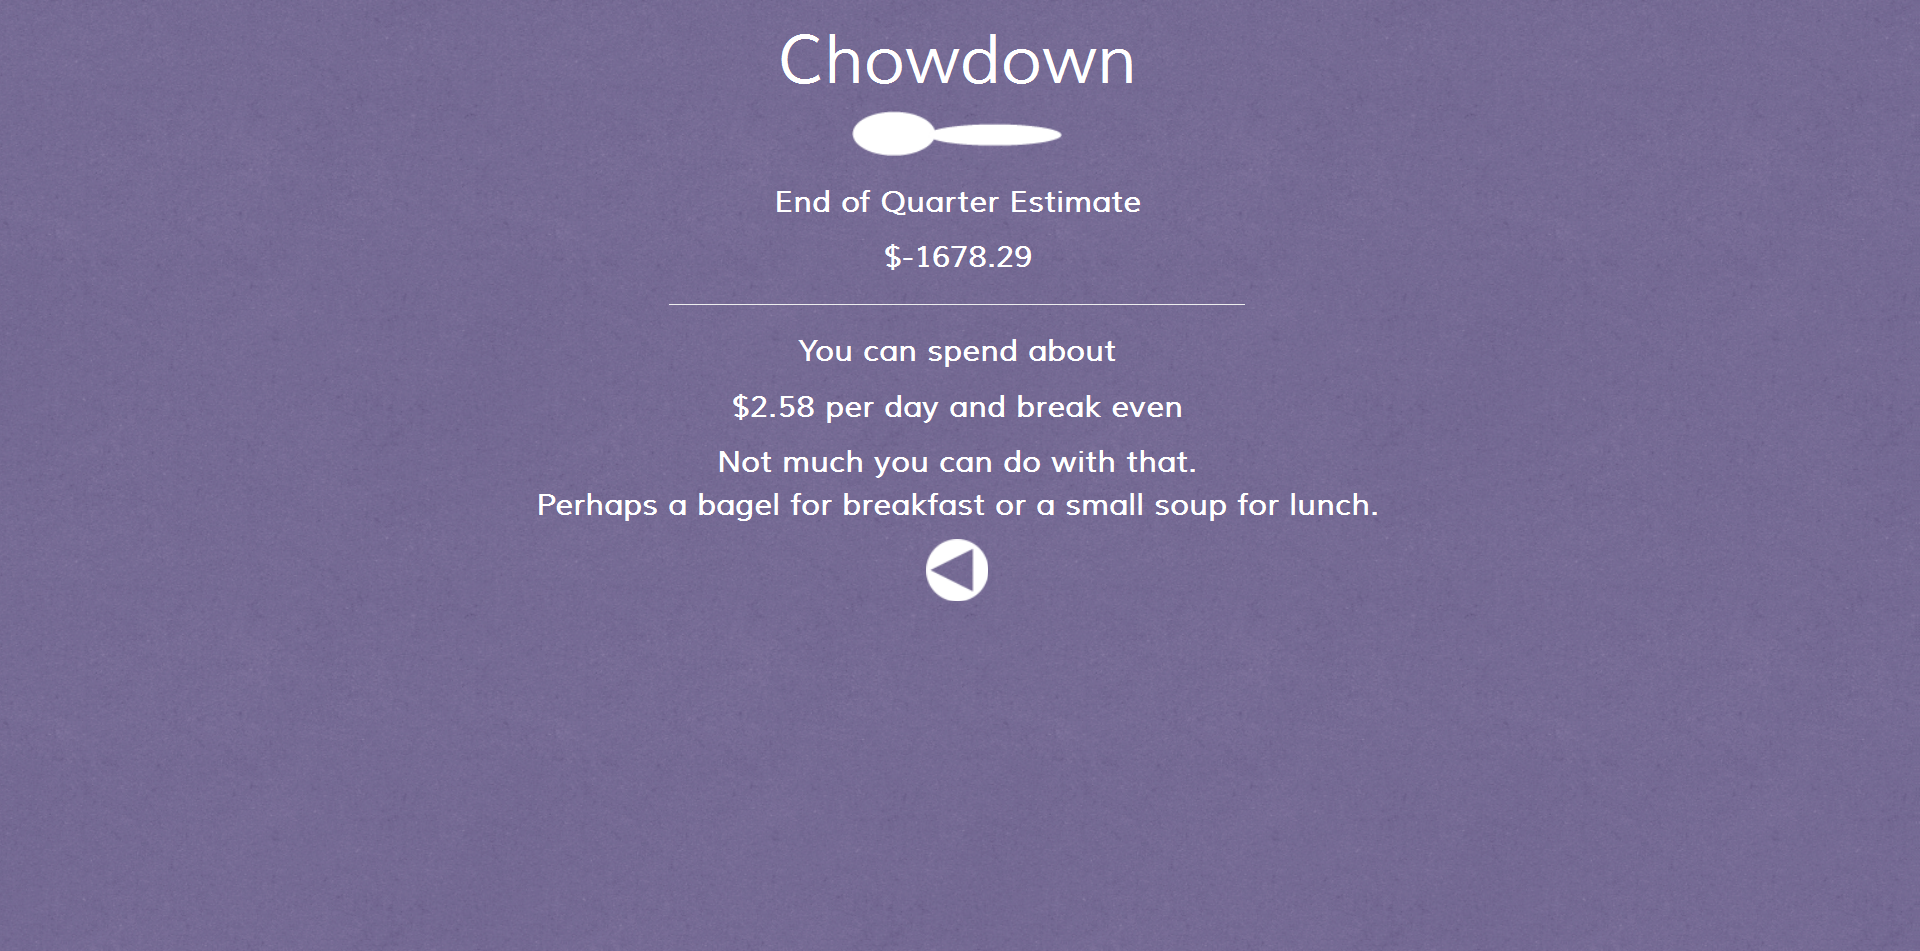 Chowdown
End of Quarter Estimate
$-1678.29
You can spend about
$2.58 per day and break even
Not much you can do with that.
Perhaps a bagel for breakfast or a small soup for lunch.